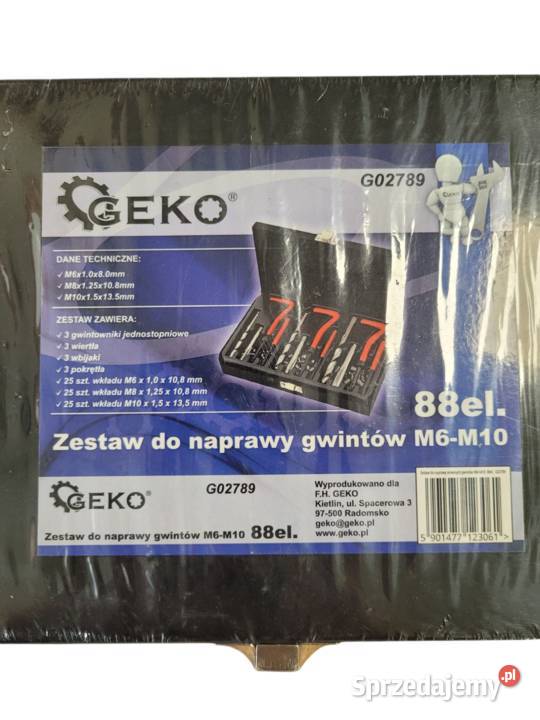 G02789
GEKO®
GEKO
DANE TECHNICZNE:
✓ M6x1.0x8.0mm
✓ M8x1.25x10.8mm
✓ M10x1.5x13.5mm
ZESTAW ZAWIERA:
✓ 3 gwintowniki jednostopniowe
✓ 3 wiertła
✓ 3 wbijaki
✓ 3 pokrętła
✓ 25 szt. wkładu M6 x 1,0 x 10,8 mm
✓ 25 szt. wkładu M8 x 1,25 x 10,8 mm
✓ 25 szt. wkładu M10 x 1,5 x 13,5 mm
88el.
Zestaw do naprawy gwintów M6-M10
GEKO®
G02789
Zestaw do naprawy gwintów M6-M10 88el.
Wyprodukowano dla
F.H. GEKO
Kietlin, ul. Spacerowa 3
97-500 Radomsko
geko@geko.pl
www.geko.pl
5 901477 123061 >
Sprzedajemy.pl